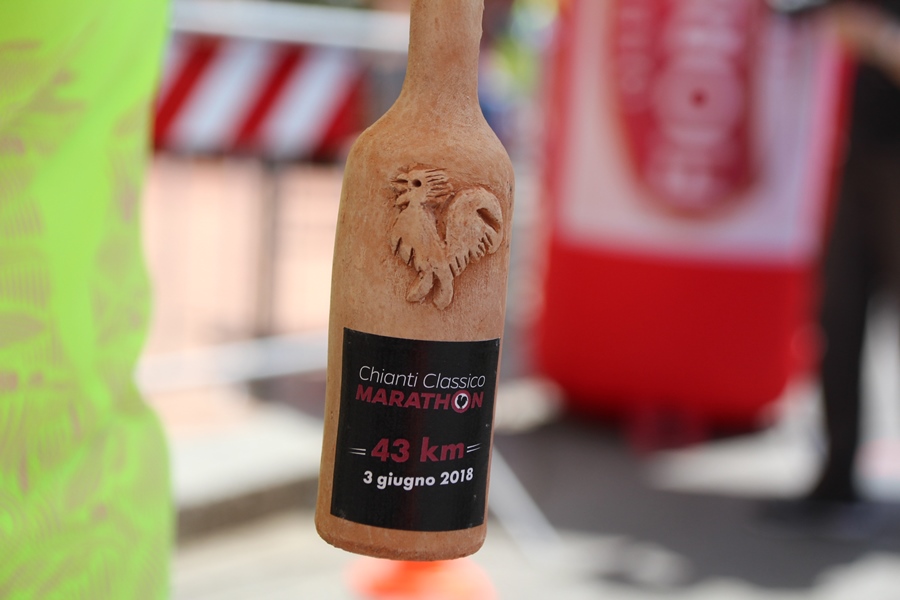 Chianti Classico
MARATHON
43 km
3 giugno 2018